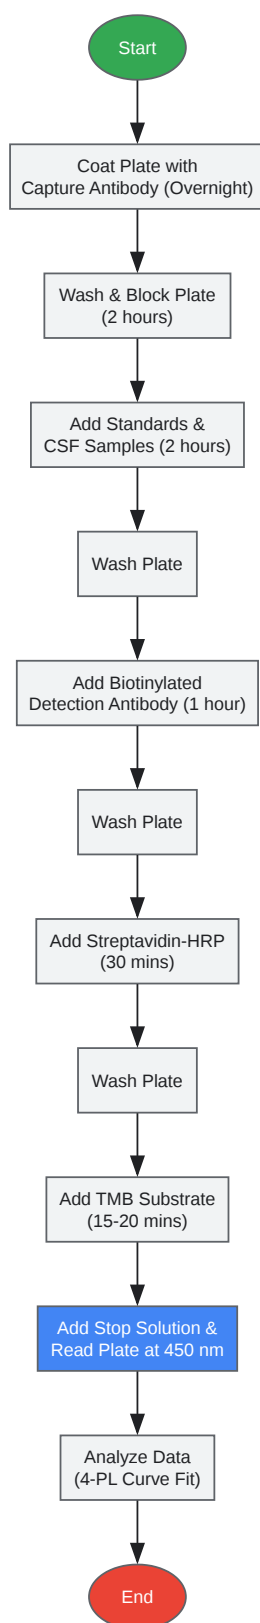 Start
Coat Plate with
Capture Antibody (Overnight)
Wash & Block Plate
(2 hours)
Add Standards &
CSF Samples (2 hours)
Wash Plate
Add Biotinylated
Detection Antibody (1 hour)
Wash Plate
Add Streptavidin-HRP
(30 mins)
Wash Plate
Add TMB Substrate
(15-20 mins)
Add Stop Solution &
Read Plate at 450 nm
Analyze Data
(4-PL Curve Fit)
End